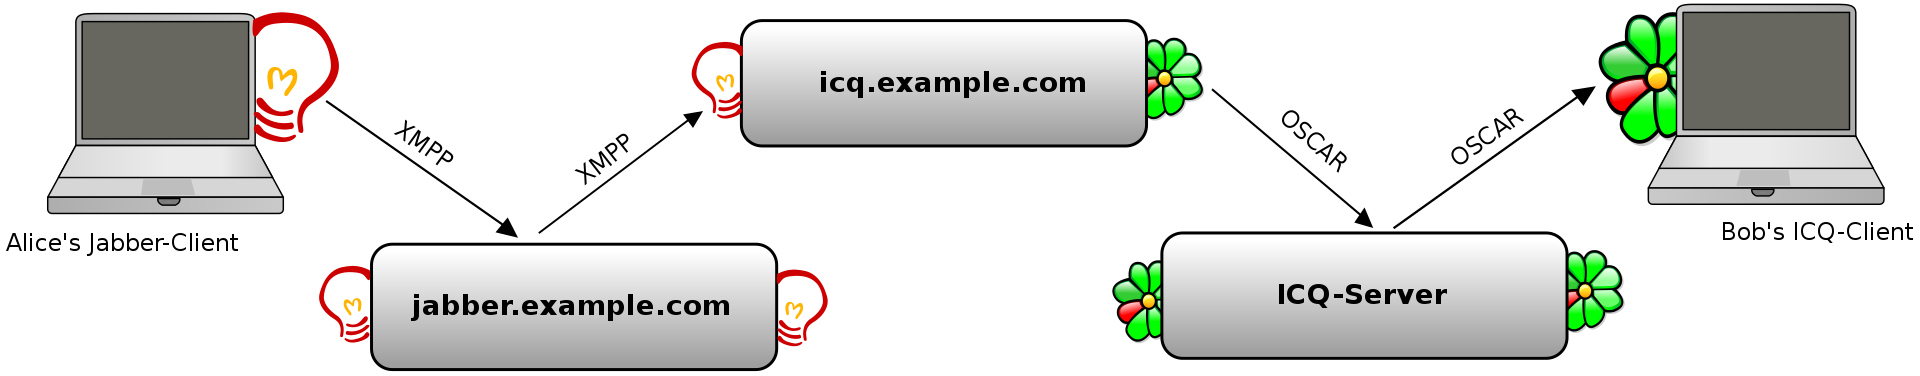 Alice's Jabber-Client
XMPP
jabber.example.com
XMPP
icq.example.com
OSCAR
ICQ-Server
OSCAR
Bob's ICQ-Client